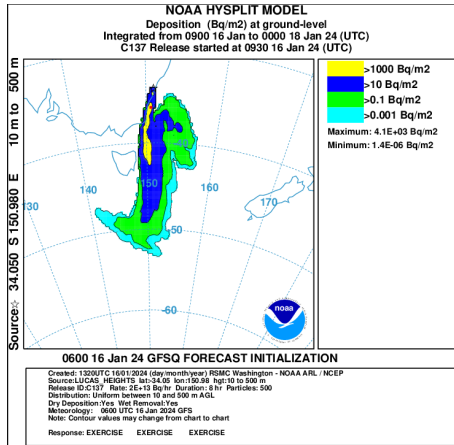 NOAA HYSPLIT MODEL
Deposition (Bq/m2) at ground-level
Integrated from 0900 16 Jan to 0000 18 Jan 24 (UTC)
C137 Release started at 0930 16 Jan 24 (UTC)
Source☆ 34.050 S 150.980 E 10 m to 500 m
>1000 Bq/m2
>10 Bq/m2
>0.1 Bq/m2
>0.001 Bq/m2
Maximum: 4.1E+03 Bq/m2
Minimum: 1.4E-06 Bq/m2
-40
170
160
150
140
130
-50
-60
noaa
0600 16 Jan 24 GFSQ FORECAST INITIALIZATION
Created: 1320UTC 16/01/2024 (day/month/year) RSMC Washington - NOAA ARL / NCEP
Source:LUCAS_HEIGHTS lat:-34.05 lon:150.98 hgt:10 to 500 m
Release ID:C137 Rate: 2E+13 Bq/hr Duration: 8 hr Particles: 500
Distribution: Uniform between 10 and 500 m AGL
Dry Deposition:Yes Wet Removal:Yes
Meteorology: 0600 UTC 16 Jan 2024 GFS
Note: Contour values may change from chart to chart
Response: EXERCISE EXERCISE EXERCISE